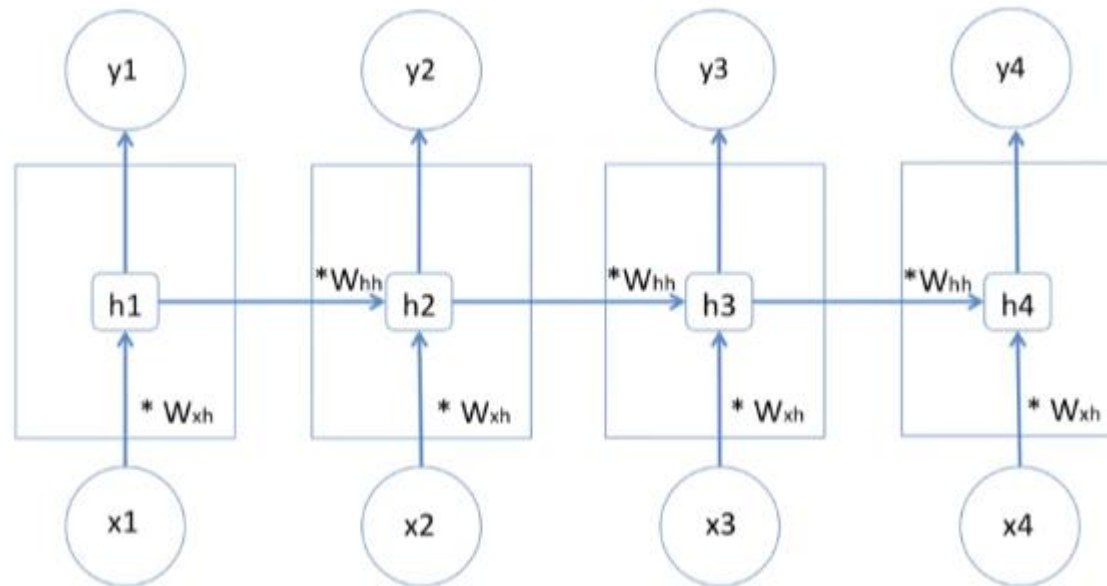 y1 y2 y3 y4
*Whh *Whh *Whh
h1 h2 h3 h4
* Wxh * Wxh * Wxh * Wxh
x1 x2 x3 x4